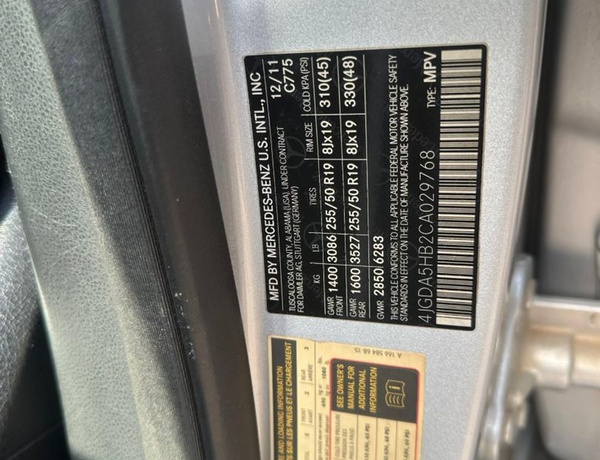 MFD BY MERCEDES-BENZ U.S. INTL., INC
TUSCALOOSA COUNTY, ALABAMA (USA), UNDER CONTRACT 12/11
FOR DAIMLER AG, STUTTGART (GERMANY) C775
KG LB TIRES RIM SIZE COLD KPA(PSI)
GAWR FRONT 1400 3086 255/50 R19 8Jx19 310(45)
GAWR REAR 1600 3527 255/50 R19 8Jx19 330(48)
GVWR 2850 6283
THIS VEHICLE CONFORMS TO ALL APPLICABLE FEDERAL MOTOR VEHICLE SAFETY
STANDARDS IN EFFECT ON THE DATE OF MANUFACTURE SHOWN ABOVE.
4JGDA5HB2CA029768 TYPE: MPV
A 166 584 68 15
SEE OWNER'S
MANUAL FOR
ADDITIONAL
INFORMATION